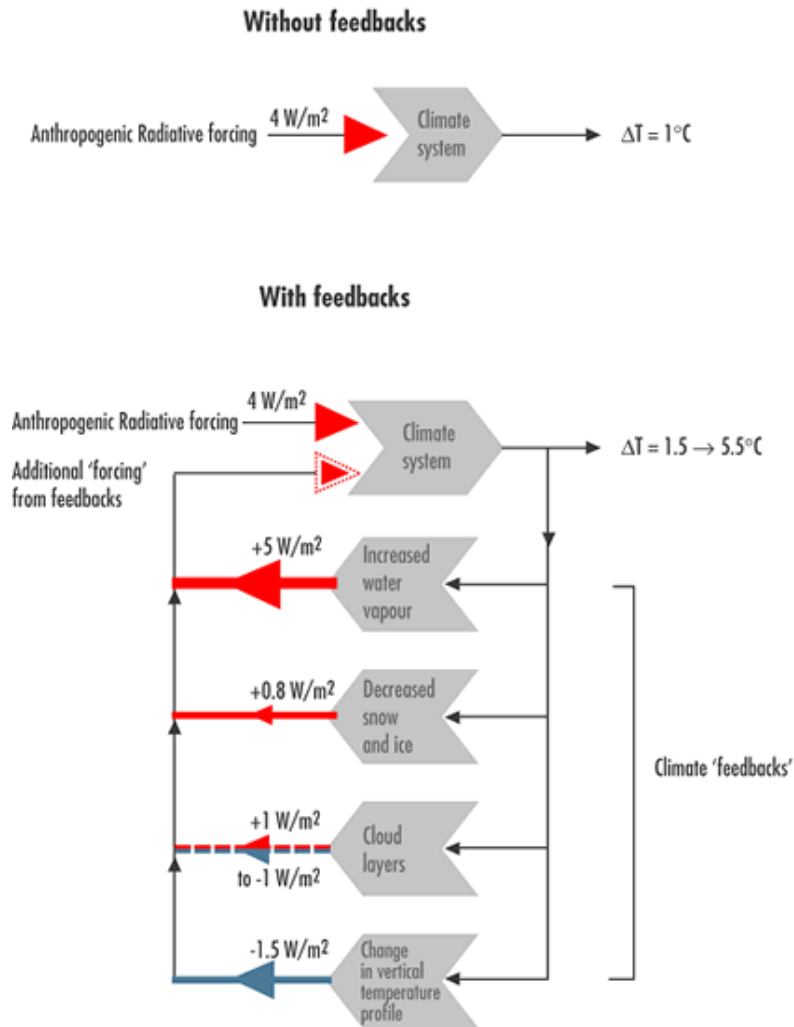 Without feedbacks
4 W/m²
Anthropogenic Radiative forcing
Climate
system
ΔT = 1°C
With feedbacks
4 W/m²
Anthropogenic Radiative forcing
Climate
system
ΔT = 1.5 → 5.5°C
Additional ‘forcing’
from feedbacks
+5 W/m²
Increased
water
vapour
+0.8 W/m²
Decreased
snow
and ice
Climate ‘feedbacks’
+1 W/m²
to -1 W/m²
Cloud
layers
-1.5 W/m²
Change
in vertical
temperature
profile